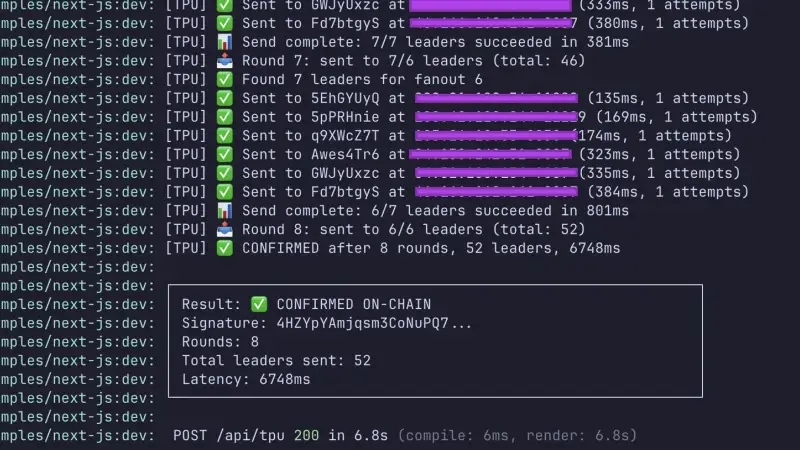 mples/next-js:dev: [TPU] ✅ Sent to GWJyUxzc at (333ms, 1 attempts)
mples/next-js:dev: [TPU] ✅ Sent to Fd7btgyS at 7 (380ms, 1 attempts)
mples/next-js:dev: [TPU] 📊 Send complete: 7/7 leaders succeeded in 381ms
mples/next-js:dev: [TPU] 📤 Round 7: sent to 7/6 leaders (total: 46)
mples/next-js:dev: [TPU] ✅ Found 7 leaders for fanout 6
mples/next-js:dev: [TPU] ✅ Sent to 5EhGYUyQ at (135ms, 1 attempts)
mples/next-js:dev: [TPU] ✅ Sent to 5pPRHnie at 9 (169ms, 1 attempts)
mples/next-js:dev: [TPU] ✅ Sent to q9XWcZ7T at (174ms, 1 attempts)
mples/next-js:dev: [TPU] ✅ Sent to Awes4Tr6 at (323ms, 1 attempts)
mples/next-js:dev: [TPU] ✅ Sent to GWJyUxzc at (335ms, 1 attempts)
mples/next-js:dev: [TPU] ✅ Sent to Fd7btgyS at (384ms, 1 attempts)
mples/next-js:dev: [TPU] 📊 Send complete: 6/7 leaders succeeded in 801ms
mples/next-js:dev: [TPU] 📤 Round 8: sent to 6/6 leaders (total: 52)
mples/next-js:dev: [TPU] ✅ CONFIRMED after 8 rounds, 52 leaders, 6748ms
mples/next-js:dev:
mples/next-js:dev:
mples/next-js:dev: Result: ✅ CONFIRMED ON-CHAIN
mples/next-js:dev: Signature: 4HZYpYAmjqsm3CoNuPQ7...
mples/next-js:dev: Rounds: 8
mples/next-js:dev: Total leaders sent: 52
mples/next-js:dev: Latency: 6748ms
mples/next-js:dev:
mples/next-js:dev:
mples/next-js:dev: POST /api/tpu 200 in 6.8s (compile: 6ms, render: 6.8s)